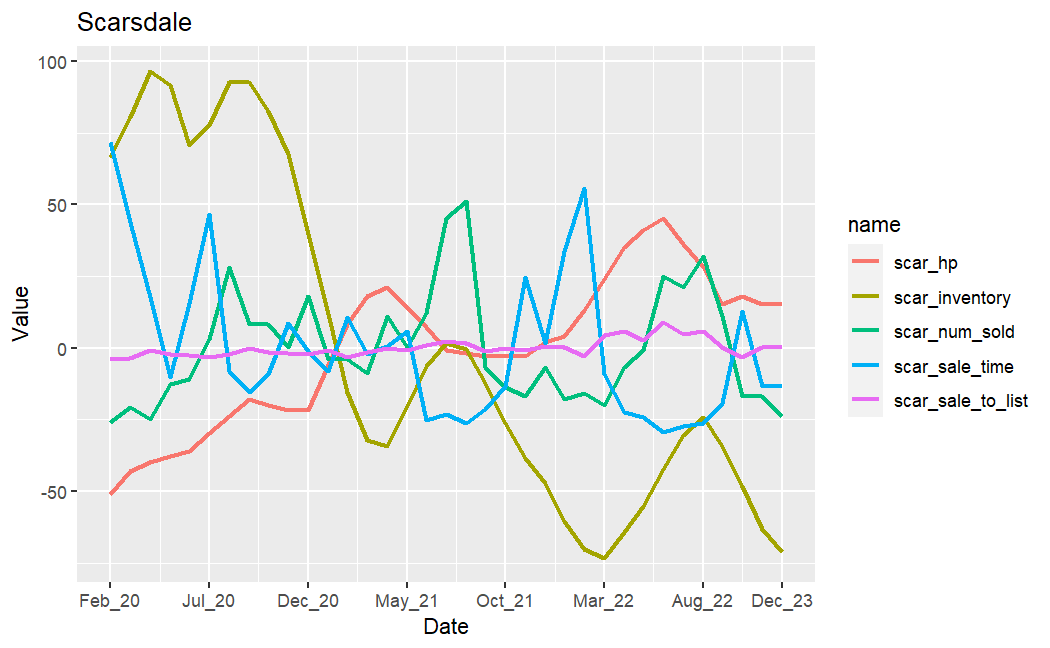 Scarsdale
100
50
0
-50
Value
Feb_20 Jul_20 Dec_20 May_21 Oct_21 Mar_22 Aug_22 Dec_23
Date
name
scar_hp
scar_inventory
scar_num_sold
scar_sale_time
scar_sale_to_list